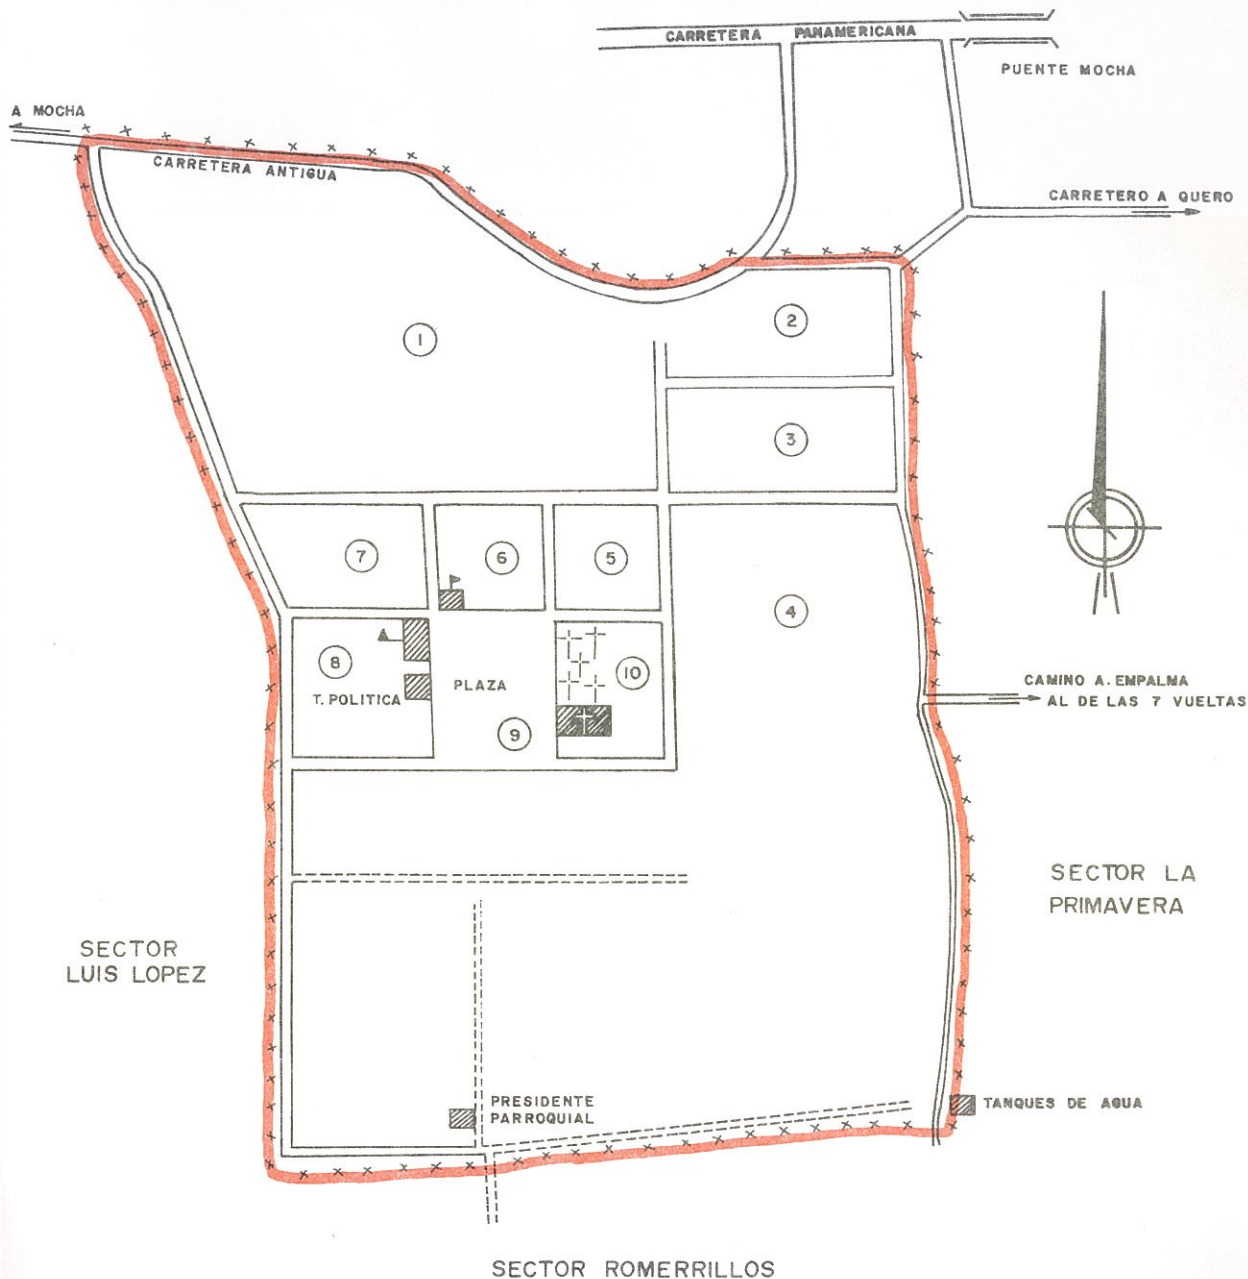 CARRETERA PANAMERICANA
PUENTE MOCHA
A MOCHA
CARRETERA ANTIGUA
CARRETERO A QUERO
1
2
3
7
6
5
4
8
10
T. POLITICA
PLAZA
9
CAMINO A. EMPALMA
AL DE LAS 7 VUELTAS
SECTOR LA
PRIMAVERA
SECTOR
LUIS LOPEZ
PRESIDENTE
PARROQUIAL
TANQUES DE AGUA
SECTOR ROMERRILLOS